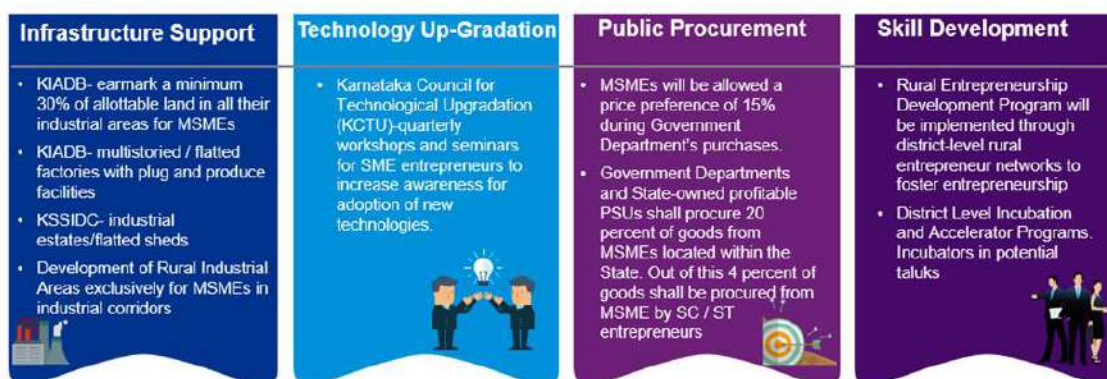 Infrastructure Support
• KIADB- earmark a minimum
30% of allottable land in all their
industrial areas for MSMEs
• KIADB- multistoried / flatted
factories with plug and produce
facilities
• KSSIDC- industrial
estates/flatted sheds
• Development of Rural Industrial
Areas exclusively for MSMEs in
industrial corridors
Technology Up-Gradation
• Karnataka Council for
Technological Upgradation
(KCTU)-quarterly
workshops and seminars
for SME entrepreneurs to
increase awareness for
adoption of new
technologies.
Public Procurement
• MSMEs will be allowed a
price preference of 15%
during Government
Department's purchases.
• Government Departments
and State-owned profitable
PSUs shall procure 20
percent of goods from
MSMEs located within the
State. Out of this 4 percent of
goods shall be procured from
MSME by SC / ST
entrepreneurs
Skill Development
• Rural Entrepreneurship
Development Program will
be implemented through
district-level rural
entrepreneur networks to
foster entrepreneurship
• District Level Incubation
and Accelerator Programs.
Incubators in potential
taluks